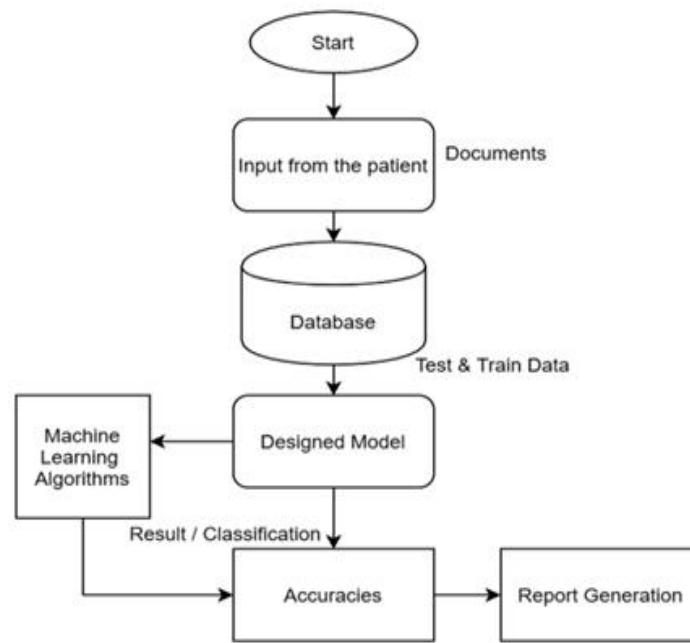 Start
Input from the patient
Documents
Database
Test & Train Data
Machine
Learning
Algorithms
Designed Model
Result / Classification
Accuracies
Report Generation